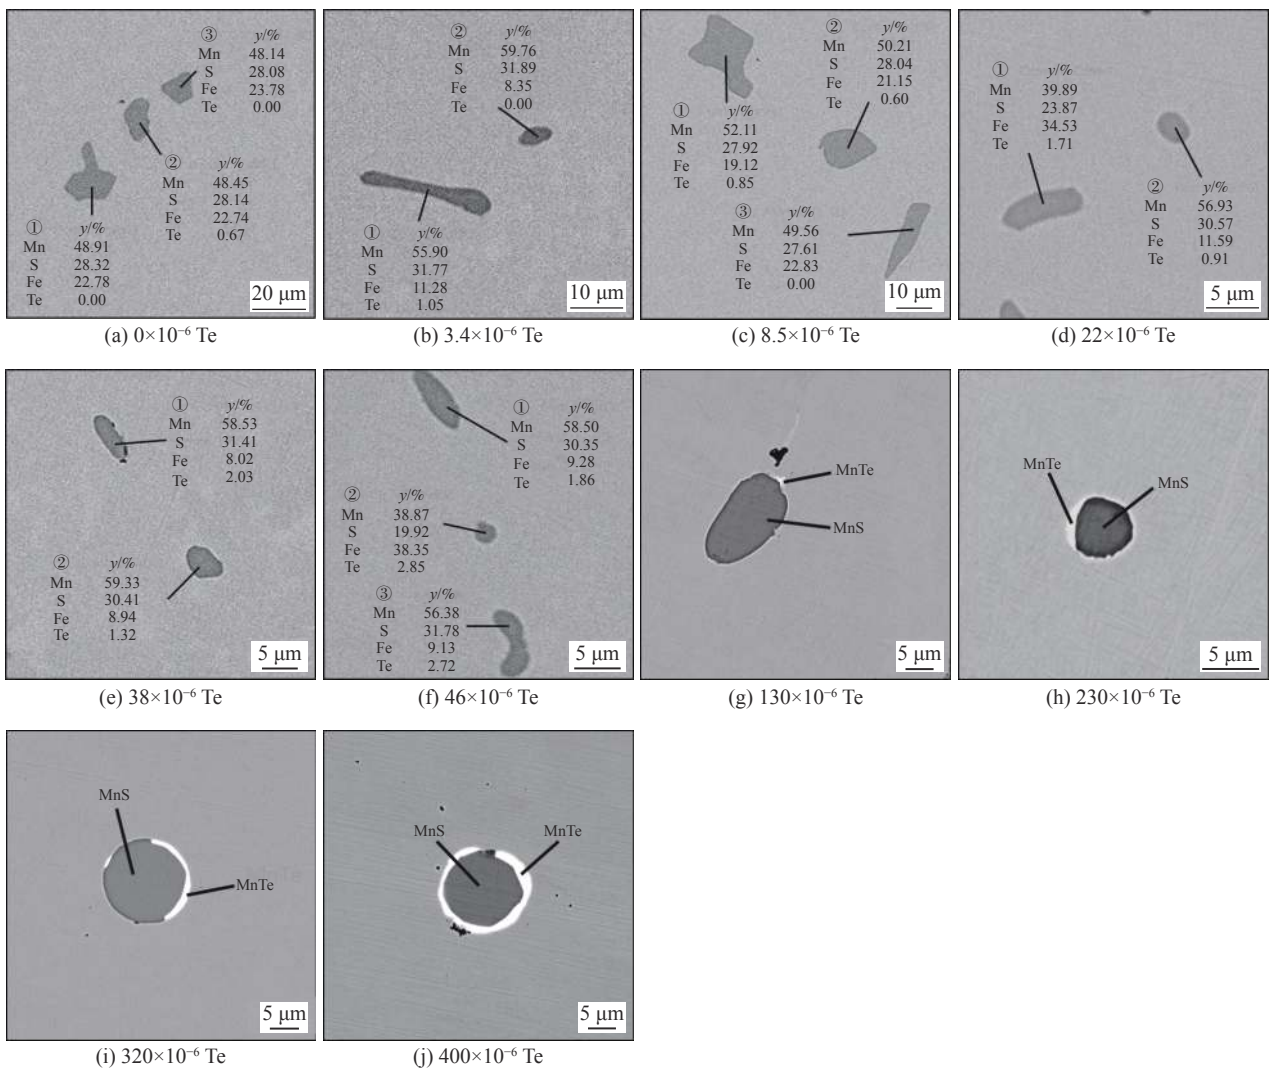 ③ y/%
Mn 48.14
S 28.08
Fe 23.78
Te 0.00
② y/%
Mn 48.45
S 28.14
Fe 22.74
Te 0.67
① y/%
Mn 48.91
S 28.32
Fe 22.78
Te 0.00
20 μm
(a) 0×10⁻⁶ Te
② y/%
Mn 59.76
S 31.89
Fe 8.35
Te 0.00
① y/%
Mn 55.90
S 31.77
Fe 11.28
Te 1.05
10 μm
(b) 3.4×10⁻⁶ Te
② y/%
Mn 50.21
S 28.04
Fe 21.15
Te 0.60
① y/%
Mn 52.11
S 27.92
Fe 19.12
Te 0.85
③ y/%
Mn 49.56
S 27.61
Fe 22.83
Te 0.00
10 μm
(c) 8.5×10⁻⁶ Te
① y/%
Mn 39.89
S 23.87
Fe 34.53
Te 1.71
② y/%
Mn 56.93
S 30.57
Fe 11.59
Te 0.91
5 μm
(d) 22×10⁻⁶ Te
① y/%
Mn 58.53
S 31.41
Fe 8.02
Te 2.03
② y/%
Mn 59.33
S 30.41
Fe 8.94
Te 1.32
5 μm
(e) 38×10⁻⁶ Te
① y/%
Mn 58.50
S 30.35
Fe 9.28
Te 1.86
② y/%
Mn 38.87
S 19.92
Fe 38.35
Te 2.85
③ y/%
Mn 56.38
S 31.78
Fe 9.13
Te 2.72
5 μm
(f) 46×10⁻⁶ Te
MnTe
MnS
5 μm
(g) 130×10⁻⁶ Te
MnTe
MnS
5 μm
(h) 230×10⁻⁶ Te
MnS
MnTe
5 μm
(i) 320×10⁻⁶ Te
MnS MnTe
5 μm
(j) 400×10⁻⁶ Te